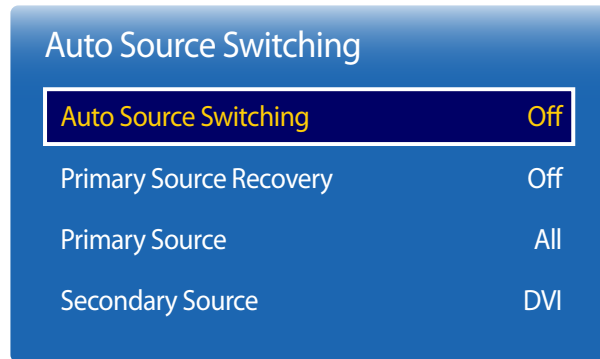 Auto Source Switching
Auto Source Switching Off
Primary Source Recovery Off
Primary Source All
Secondary Source DVI